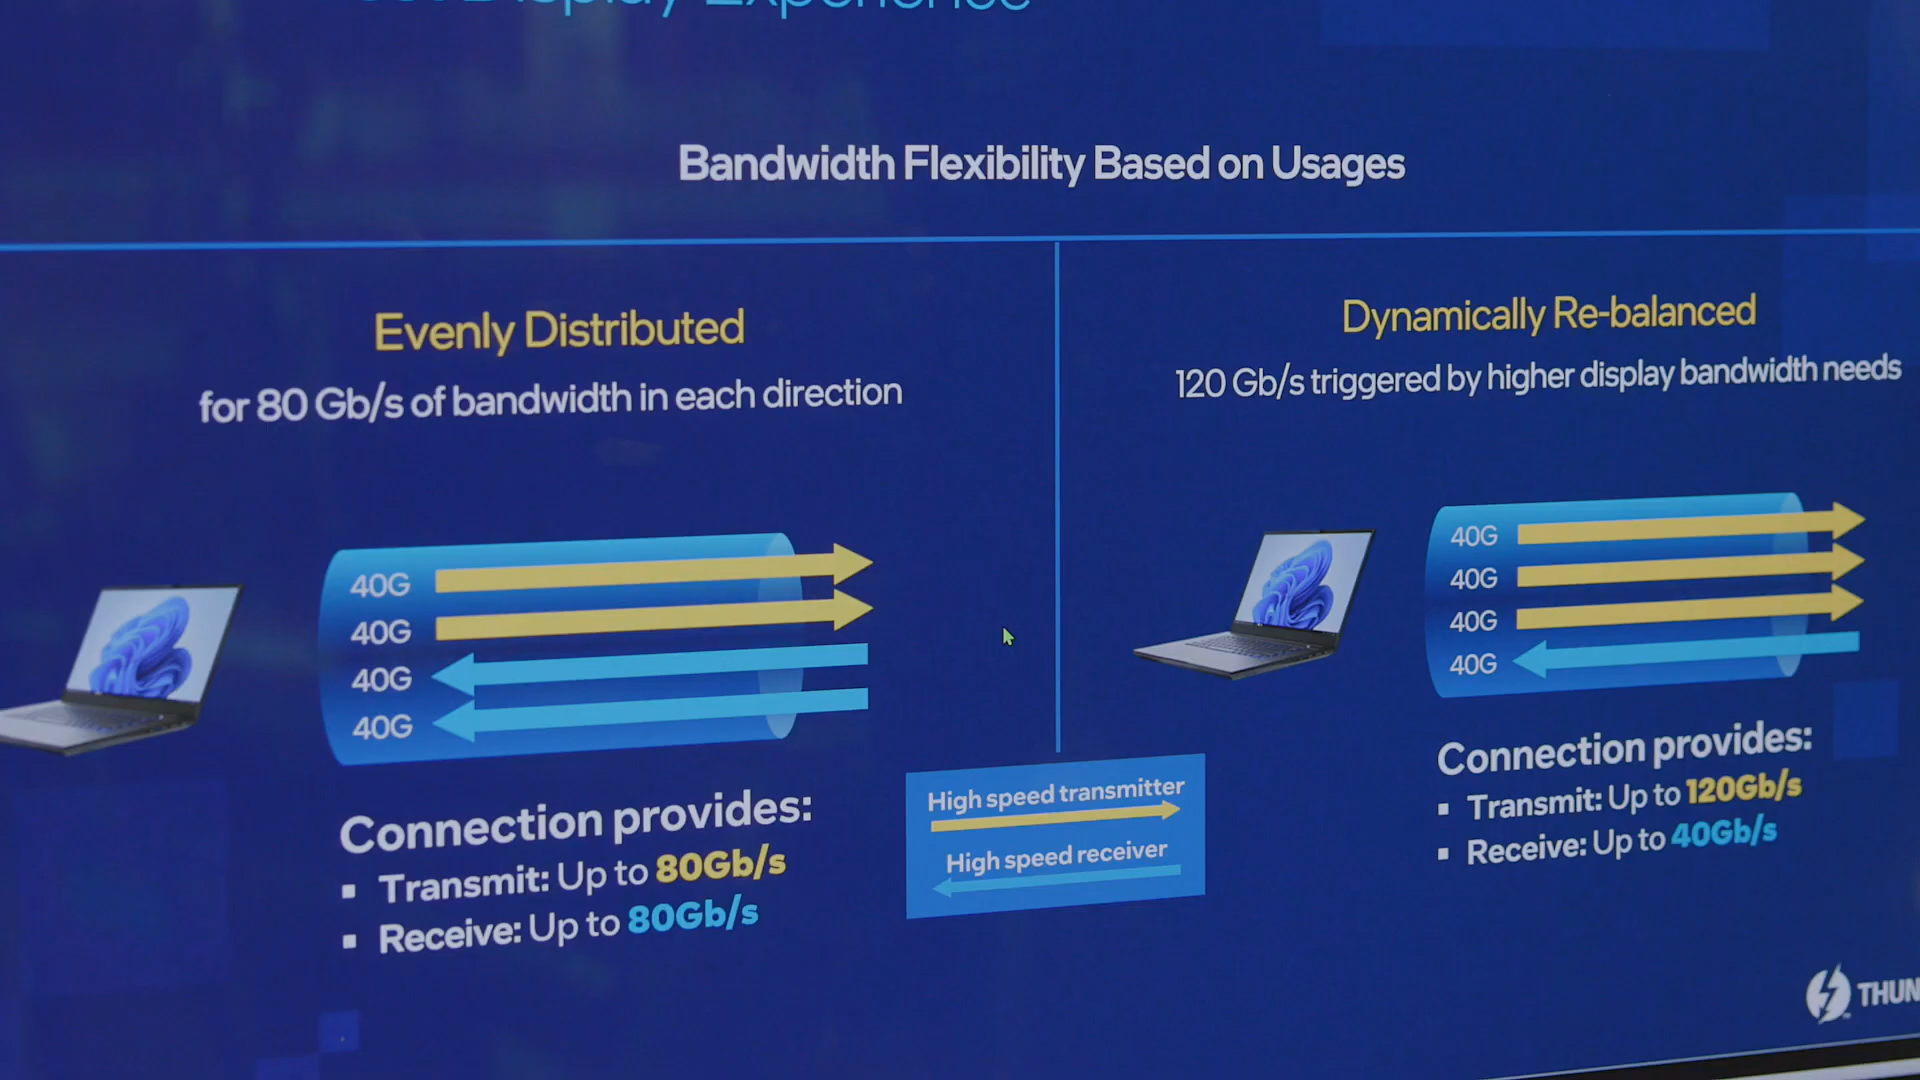 Display Experience
Bandwidth Flexibility Based on Usages
Evenly Distributed
for 80 Gb/s of bandwidth in each direction
40G
40G
40G
40G
Connection provides:
▪ Transmit: Up to 80Gb/s
▪ Receive: Up to 80Gb/s
High speed transmitter
High speed receiver
Dynamically Re-balanced
120 Gb/s triggered by higher display bandwidth needs
40G
40G
40G
40G
Connection provides:
▪ Transmit: Up to 120Gb/s
▪ Receive: Up to 40Gb/s
THUN